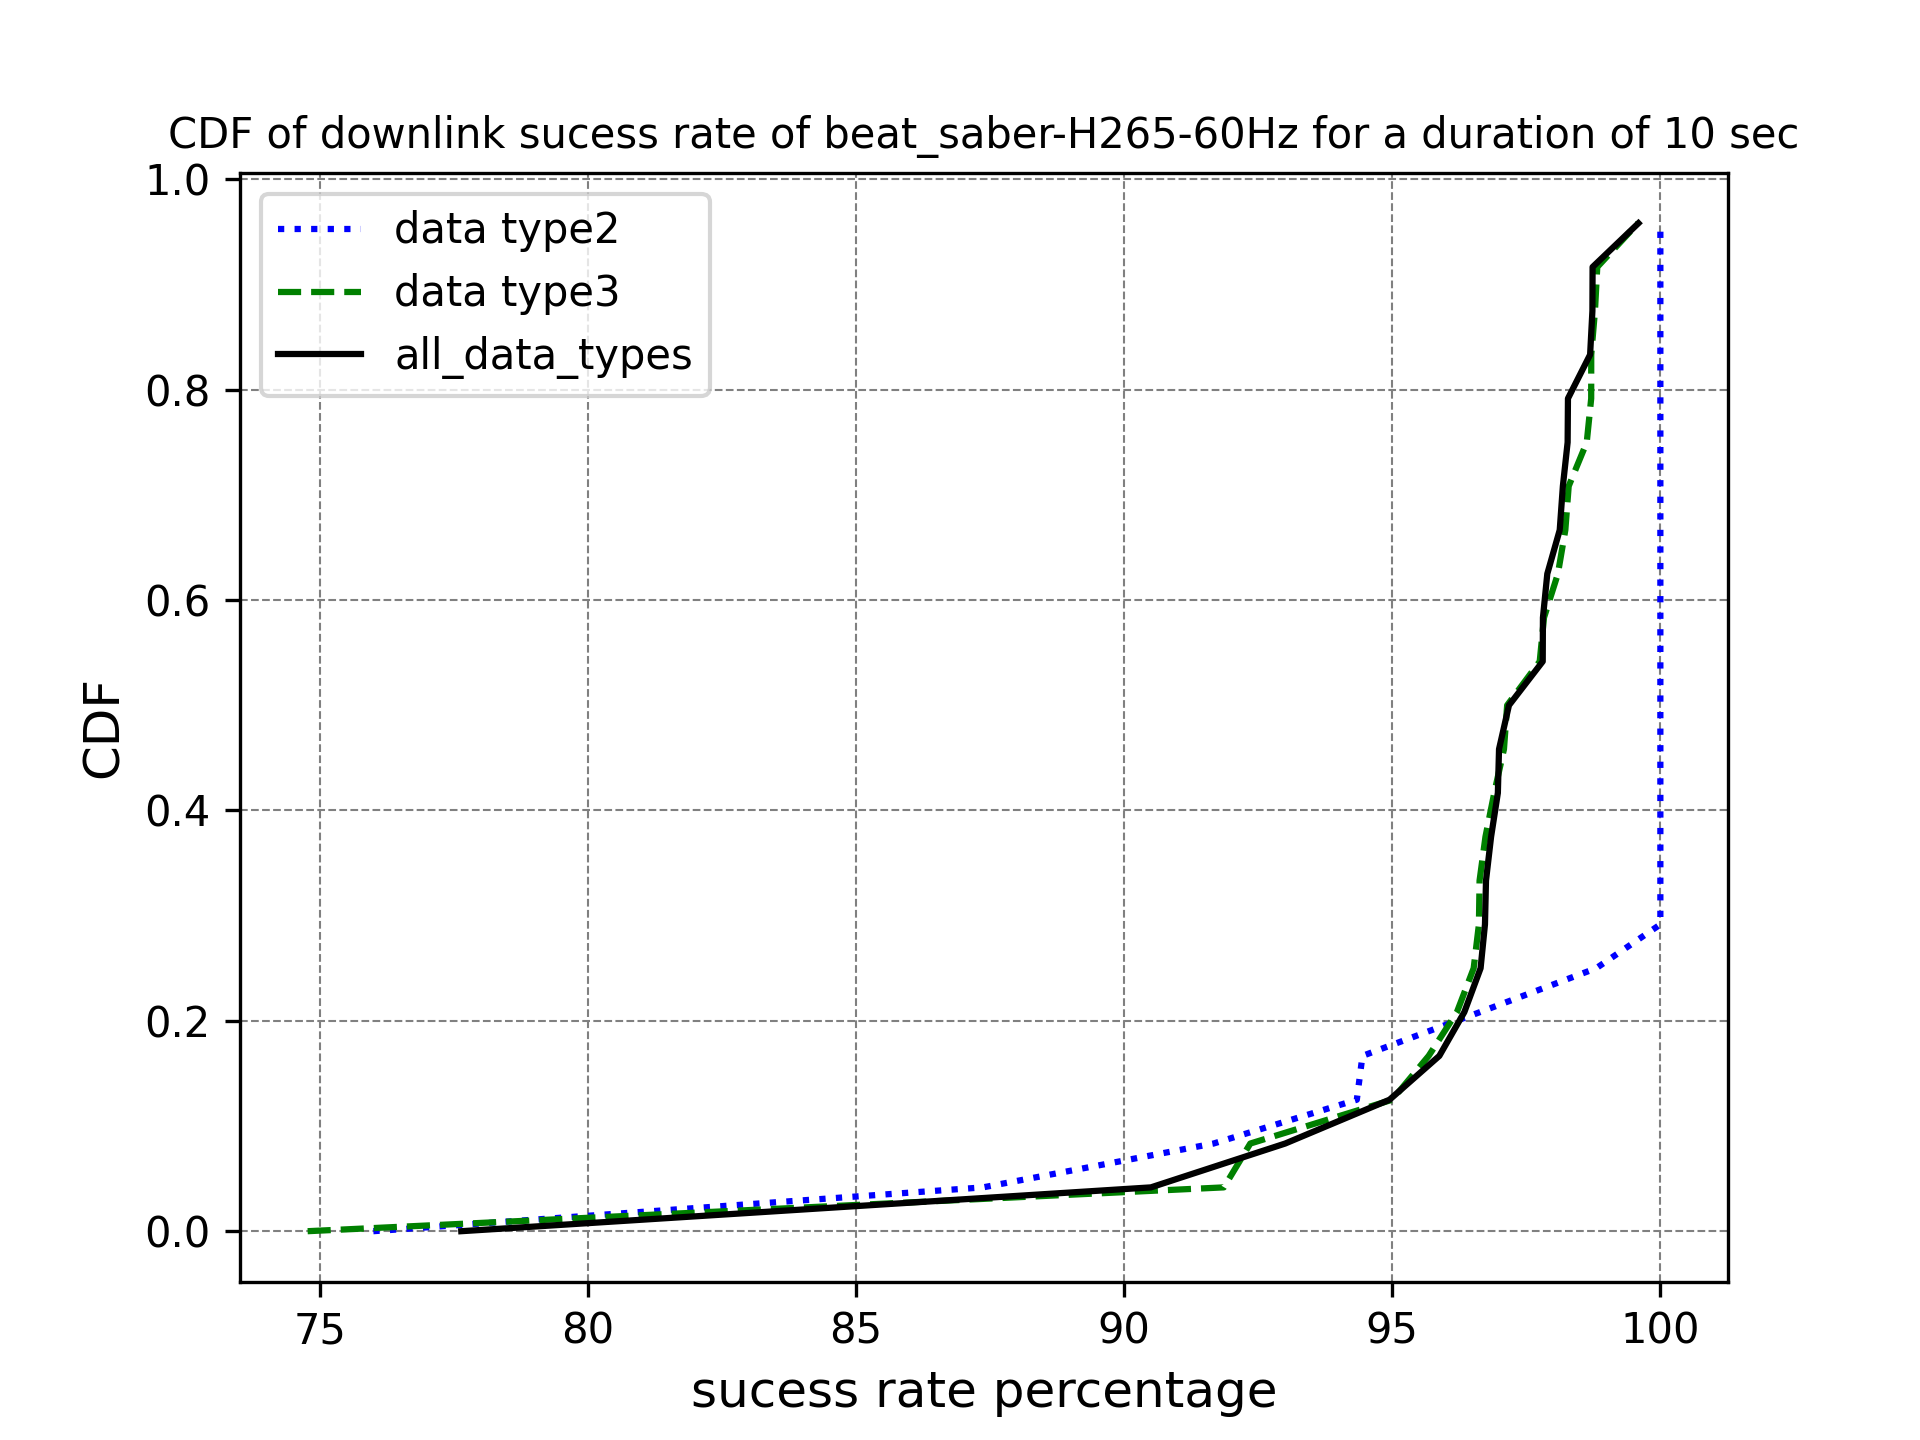 CDF of downlink sucess rate of beat_saber-H265-60Hz for a duration of 10 sec
1.0
0.8
0.6
0.4
0.2
0.0
CDF
data type2
data type3
all_data_types
75 80 85 90 95 100
sucess rate percentage